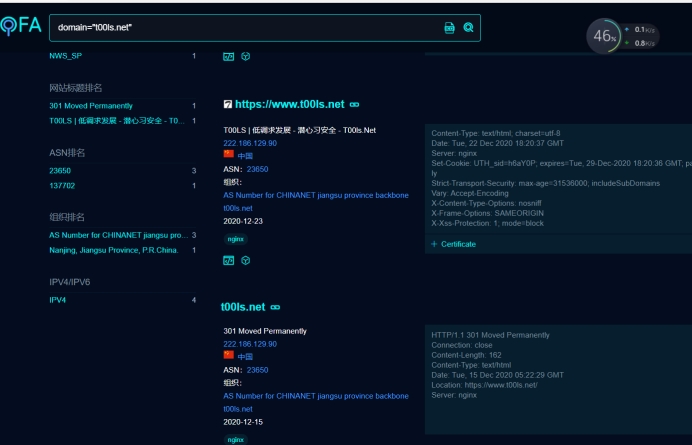 FOFA
domain="t00ls.net"
46%
0.1K/s
0.8K/s
NWS_SP 1
网站标题排名
301 Moved Permanently 1
T00LS | 低调求发展 - 潜心习安全 - T0... 1
ASN排名
23650 3
137702 1
组织排名
AS Number for CHINANET jiangsu pro... 3
Nanjing, Jiangsu Province, P.R.China. 1
IPV4/IPV6
IPV4 4
https://www.t00ls.net
T00LS | 低调求发展 - 潜心习安全 - T00ls.Net
222.186.129.90
中国
ASN: 23650
组织:
AS Number for CHINANET jiangsu province backbone
t00ls.net
2020-12-23
nginx
Content-Type: text/html; charset=utf-8
Date: Tue, 22 Dec 2020 18:20:37 GMT
Server: nginx
Set-Cookie: UTH_sid=h6aY0P; expires=Tue, 29-Dec-2020 18:20:36 GMT; pa
ly
Strict-Transport-Security: max-age=31536000; includeSubDomains
Vary: Accept-Encoding
X-Content-Type-Options: nosniff
X-Frame-Options: SAMEORIGIN
X-Xss-Protection: 1; mode=block
+ Certificate
t00ls.net
301 Moved Permanently
222.186.129.90
中国
ASN: 23650
组织:
AS Number for CHINANET jiangsu province backbone
t00ls.net
2020-12-15
nginx
HTTP/1.1 301 Moved Permanently
Connection: close
Content-Length: 162
Content-Type: text/html
Date: Tue, 15 Dec 2020 05:22:29 GMT
Location: https://www.t00ls.net/
Server: nginx